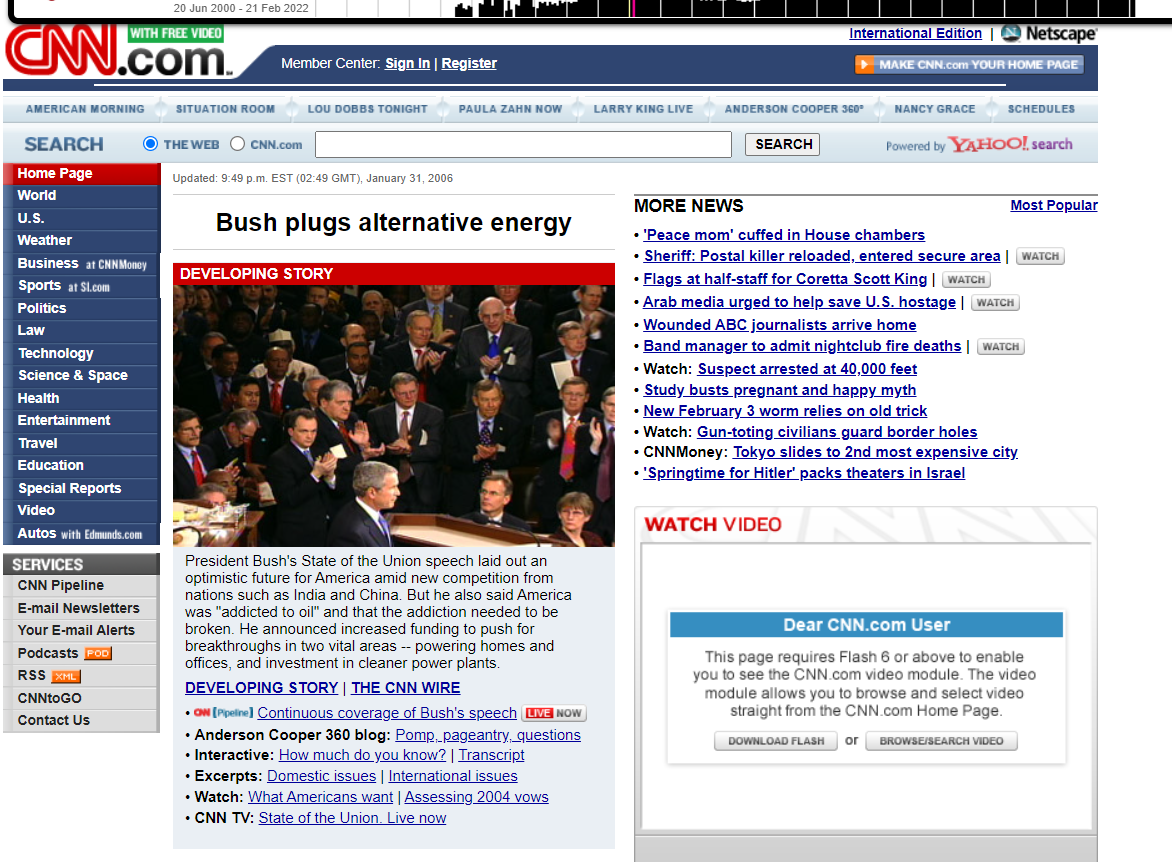 20 Jun 2000 - 21 Feb 2022
CNN.com
WITH FREE VIDEO
International Edition | Netscape
Member Center: Sign In | Register
MAKE CNN.com YOUR HOME PAGE
AMERICAN MORNING SITUATION ROOM LOU DOBBS TONIGHT PAULA ZAHN NOW LARRY KING LIVE ANDERSON COOPER 360° NANCY GRACE SCHEDULES
SEARCH THE WEB CNN.com SEARCH Powered by YAHOO! search
Home Page
World
U.S.
Weather
Business at CNNMoney
Sports at SI.com
Politics
Law
Technology
Science & Space
Health
Entertainment
Travel
Education
Special Reports
Video
Autos with Edmunds.com
SERVICES
CNN Pipeline
E-mail Newsletters
Your E-mail Alerts
Podcasts POD
RSS XML
CNNtoGO
Contact Us
Updated: 9:49 p.m. EST (02:49 GMT), January 31, 2006
Bush plugs alternative energy
DEVELOPING STORY
President Bush's State of the Union speech laid out an
optimistic future for America amid new competition from
nations such as India and China. But he also said America
was "addicted to oil" and that the addiction needed to be
broken. He announced increased funding to push for
breakthroughs in two vital areas -- powering homes and
offices, and investment in cleaner power plants.
DEVELOPING STORY | THE CNN WIRE
• CNN [Pipeline] Continuous coverage of Bush's speech LIVE NOW
• Anderson Cooper 360 blog: Pomp, pageantry, questions
• Interactive: How much do you know? | Transcript
• Excerpts: Domestic issues | International issues
• Watch: What Americans want | Assessing 2004 vows
• CNN TV: State of the Union. Live now
MORE NEWS
Most Popular
• 'Peace mom' cuffed in House chambers
• Sheriff: Postal killer reloaded, entered secure area | WATCH
• Flags at half-staff for Coretta Scott King | WATCH
• Arab media urged to help save U.S. hostage | WATCH
• Wounded ABC journalists arrive home
• Band manager to admit nightclub fire deaths | WATCH
• Watch: Suspect arrested at 40,000 feet
• Study busts pregnant and happy myth
• New February 3 worm relies on old trick
• Watch: Gun-toting civilians guard border holes
• CNNMoney: Tokyo slides to 2nd most expensive city
• 'Springtime for Hitler' packs theaters in Israel
WATCH VIDEO
Dear CNN.com User
This page requires Flash 6 or above to enable
you to see the CNN.com video module. The video
module allows you to browse and select video
straight from the CNN.com Home Page.
DOWNLOAD FLASH or BROWSE/SEARCH VIDEO